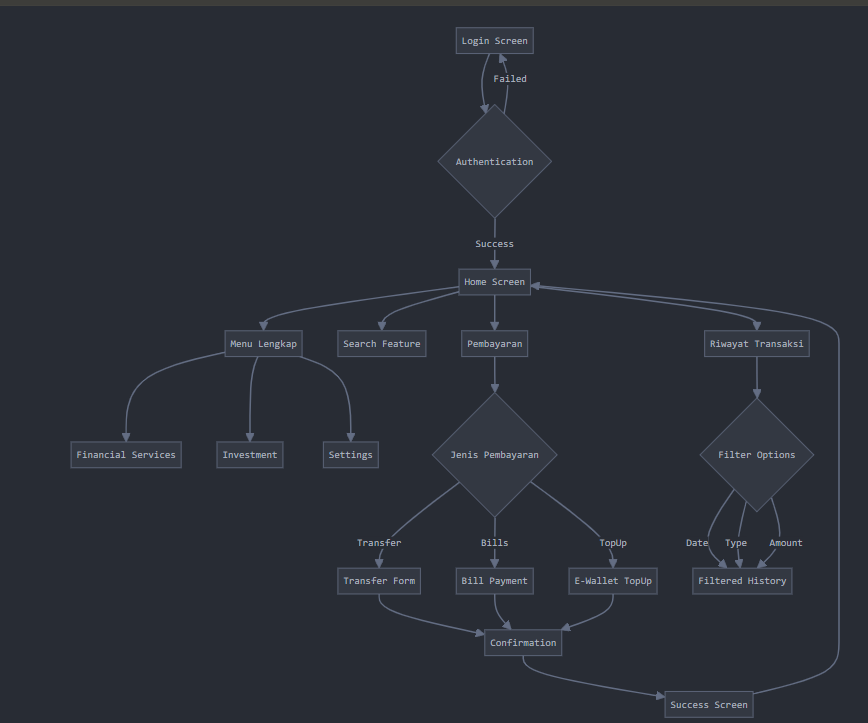 Login Screen
Failed
Authentication
Success
Home Screen
Menu Lengkap
Search Feature
Pembayaran
Riwayat Transaksi
Financial Services
Investment
Settings
Jenis Pembayaran
Filter Options
Transfer
Bills
TopUp
Date
Type
Amount
Transfer Form
Bill Payment
E-Wallet TopUp
Filtered History
Confirmation
Success Screen